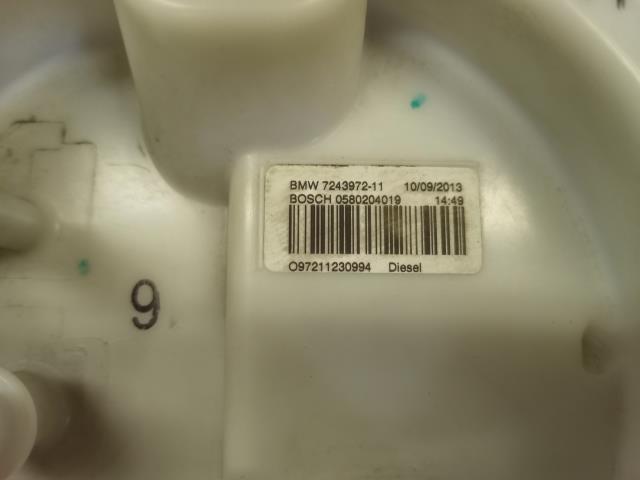 BMW 7243972-11 10/09/2013
BOSCH 0580204019 14:49
O97211230994 Diesel
9